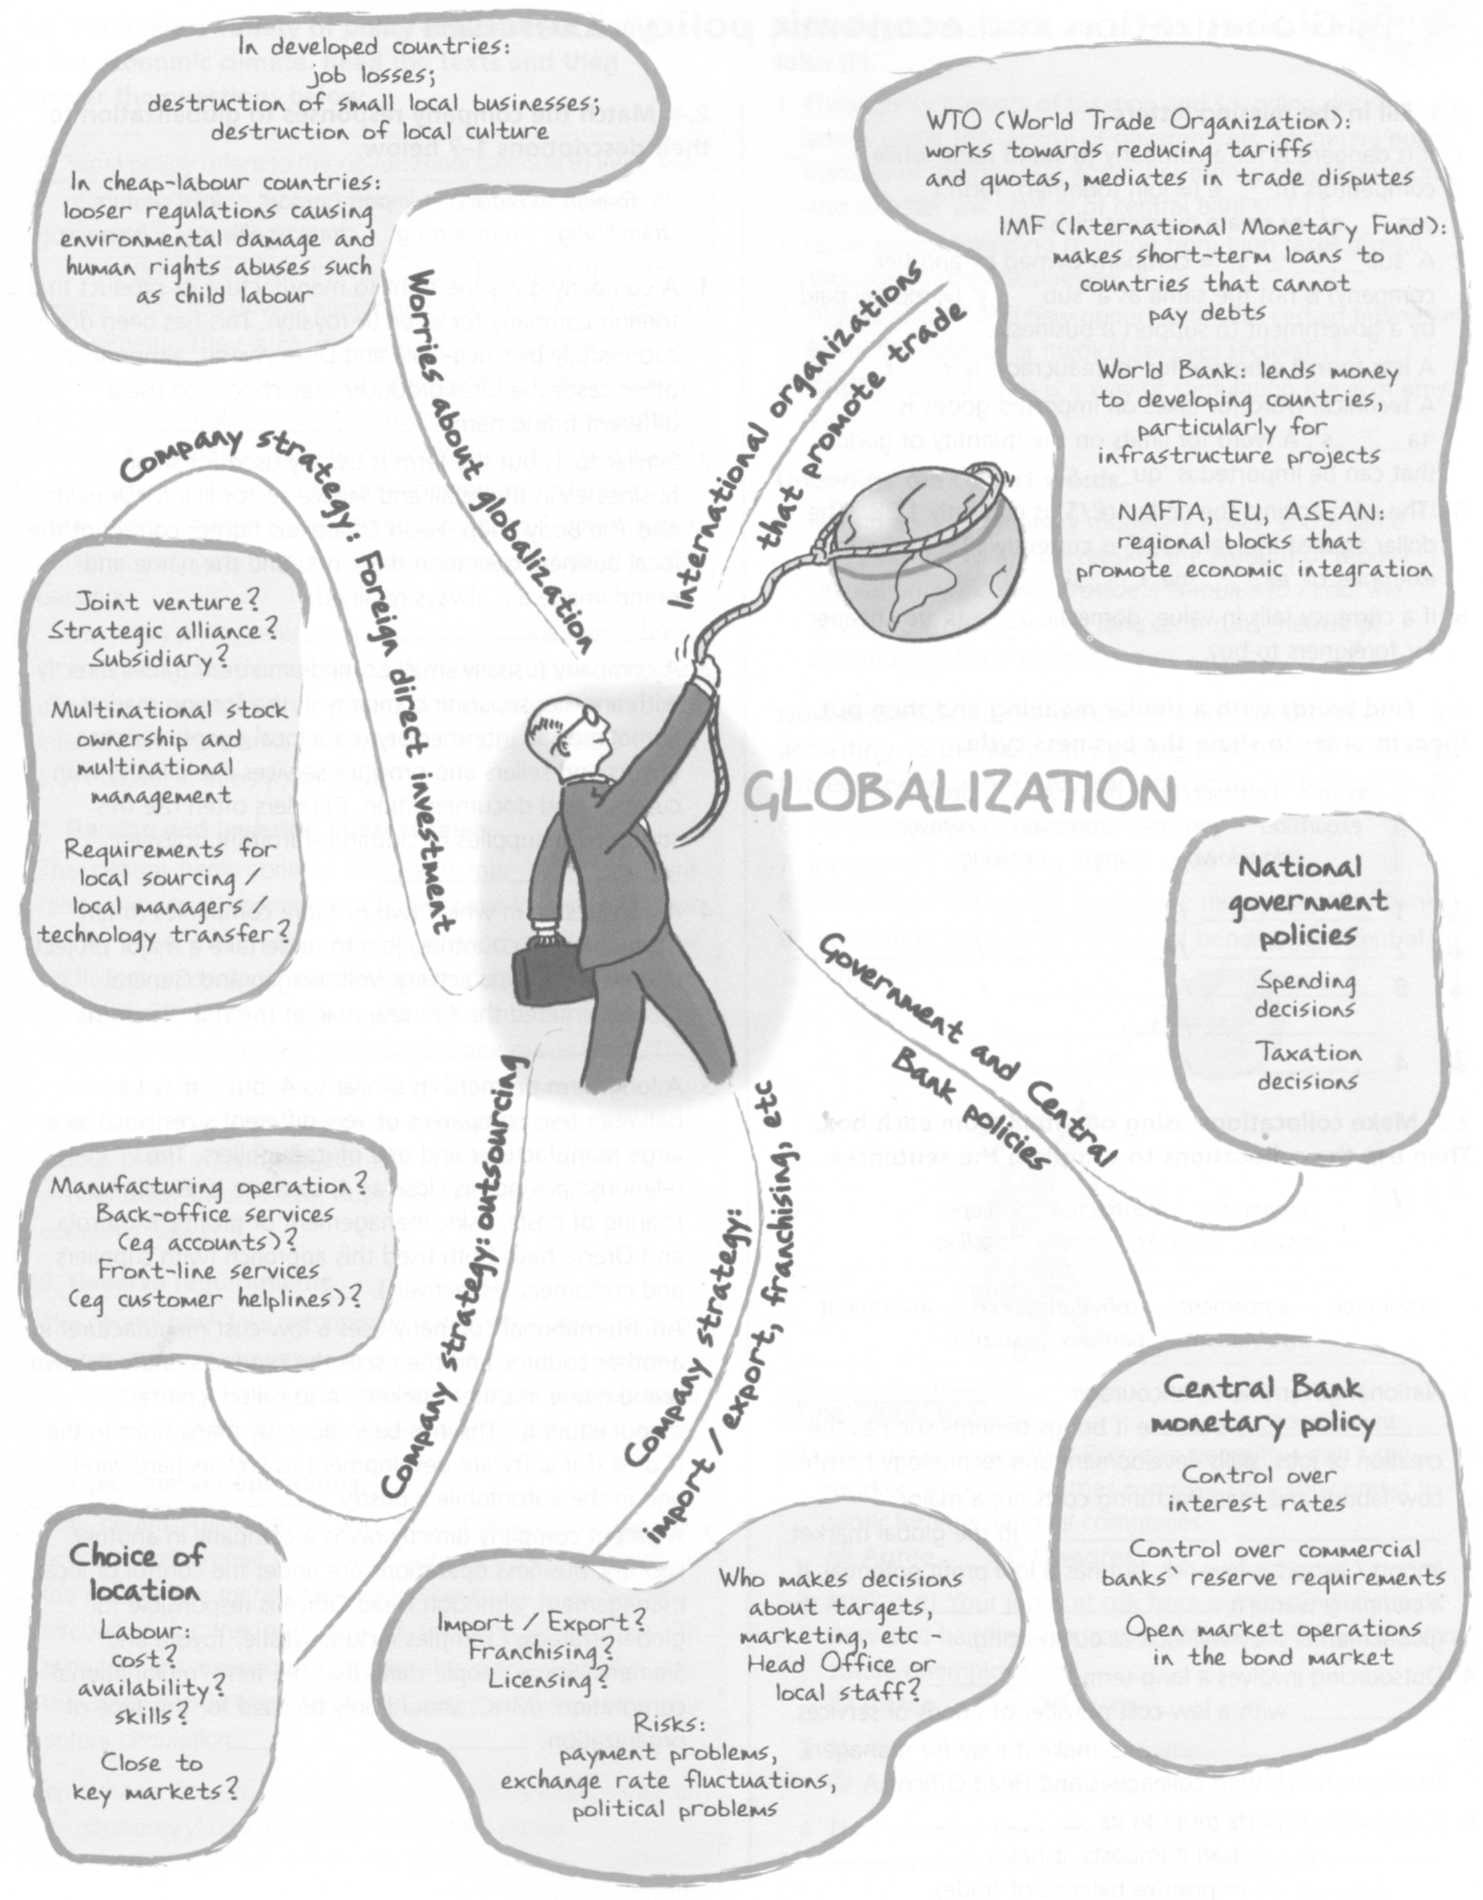 In developed countries:
job losses;
destruction of small local businesses;
destruction of local culture
In cheap-labour countries:
looser regulations causing
environmental damage and
human rights abuses such
as child labour
Worries about globalization
WTO (World Trade Organization):
works towards reducing tariffs
and quotas, mediates in trade disputes
IMF (International Monetary Fund):
makes short-term loans to
countries that cannot
pay debts
World Bank: lends money
to developing countries,
particularly for
infrastructure projects
NAFTA, EU, ASEAN:
regional blocks that
promote economic integration
International organizations
that promote trade
Company strategy: Foreign direct investment
Joint venture?
Strategic alliance?
Subsidiary?
Multinational stock
ownership and
multinational
management
Requirements for
local sourcing /
local managers /
technology transfer?
GLOBALIZATION
National
government
policies
Spending
decisions
Taxation
decisions
Government and Central
Bank policies
Central Bank
monetary policy
Control over
interest rates
Control over commercial
banks' reserve requirements
Open market operations
in the bond market
Company strategy: outsourcing
Manufacturing operation?
Back-office services
(eg accounts)?
Front-line services
(eg customer helplines)?
Choice of
location
Labour:
cost?
availability?
skills?
Close to
key markets?
Company strategy:
import / export, franchising, etc
Import / Export?
Franchising?
Licensing?
Who makes decisions
about targets,
marketing, etc
Head Office or
local staff?
Risks:
payment problems,
exchange rate fluctuations,
political problems